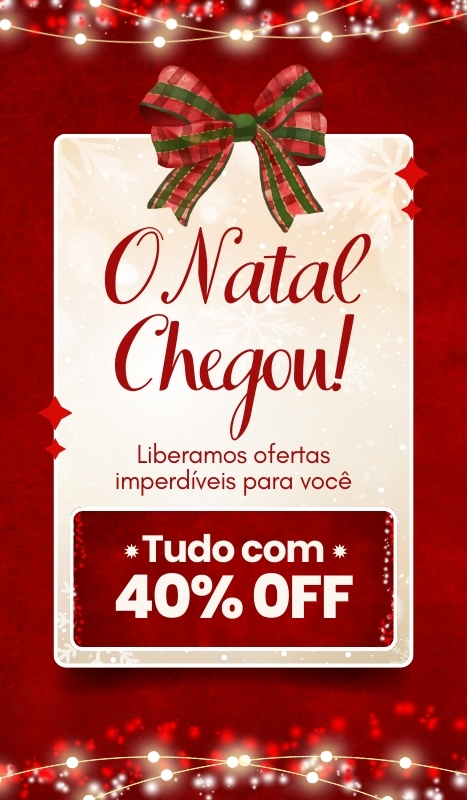 O Natal
Chegou!
Liberamos ofertas
imperdíveis para você
Tudo com
40% OFF